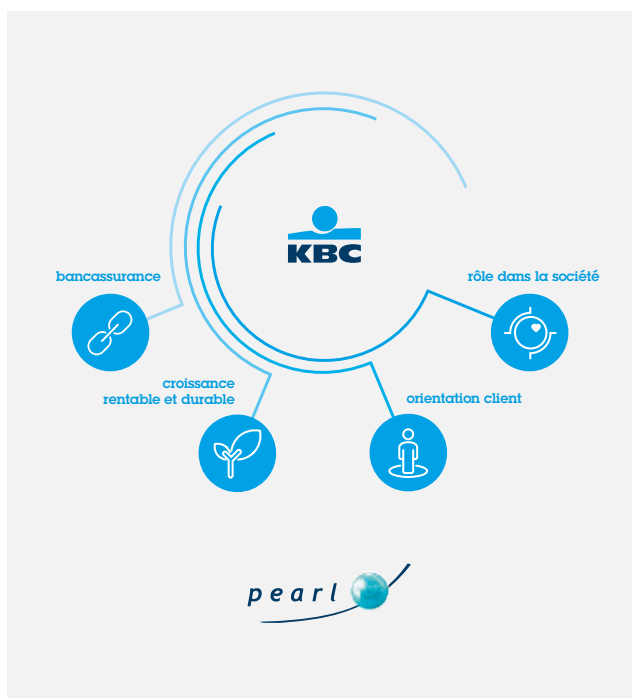 KBC
bancassurance
rôle dans la société
croissance
rentable et durable
orientation client
pearl